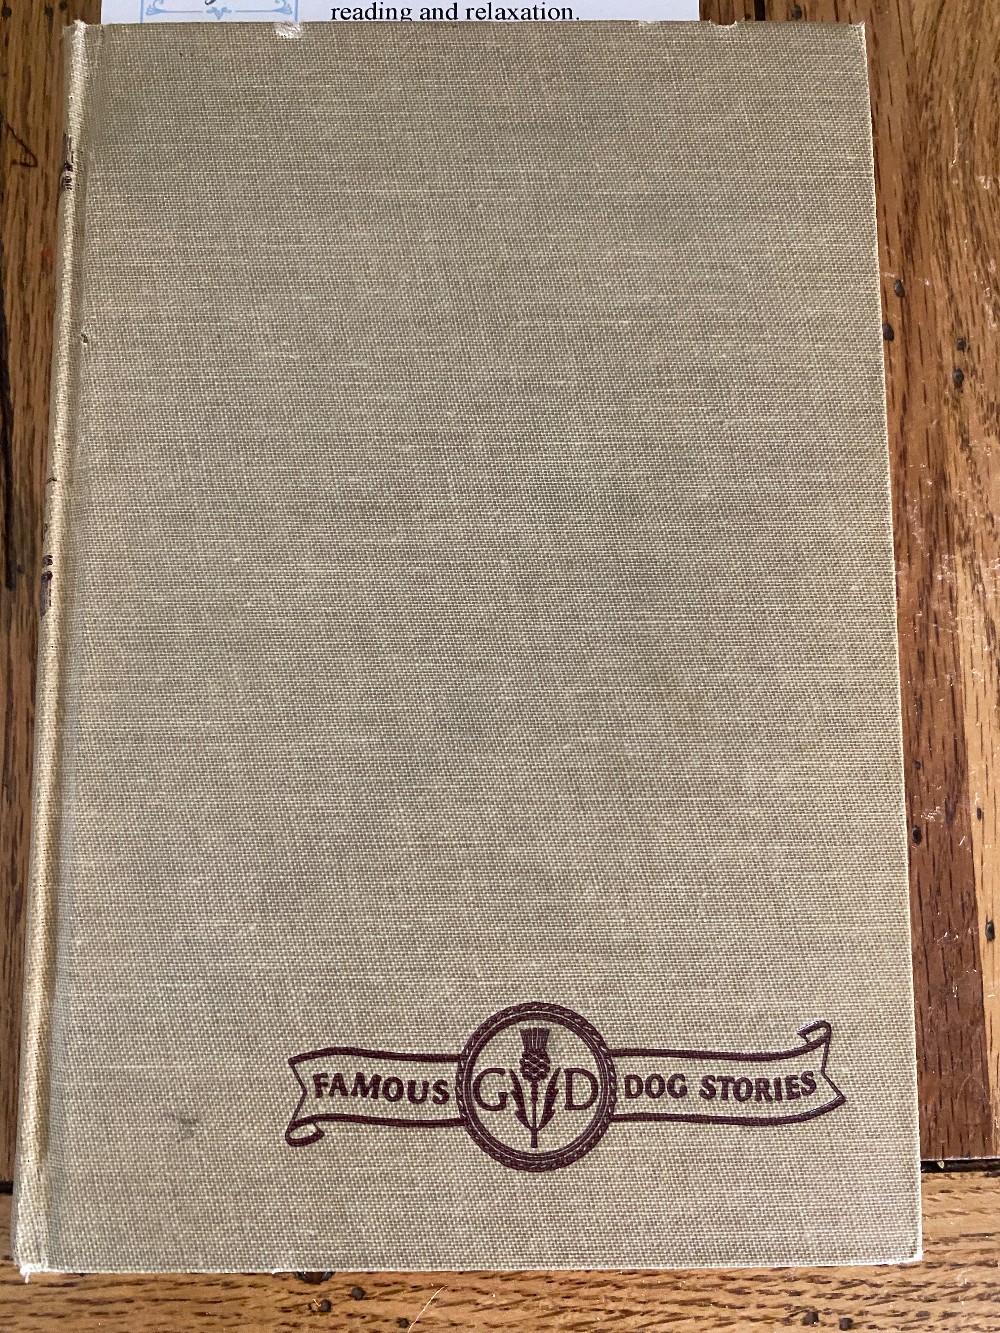 reading and relaxation.
FAMOUS G D DOG STORIES